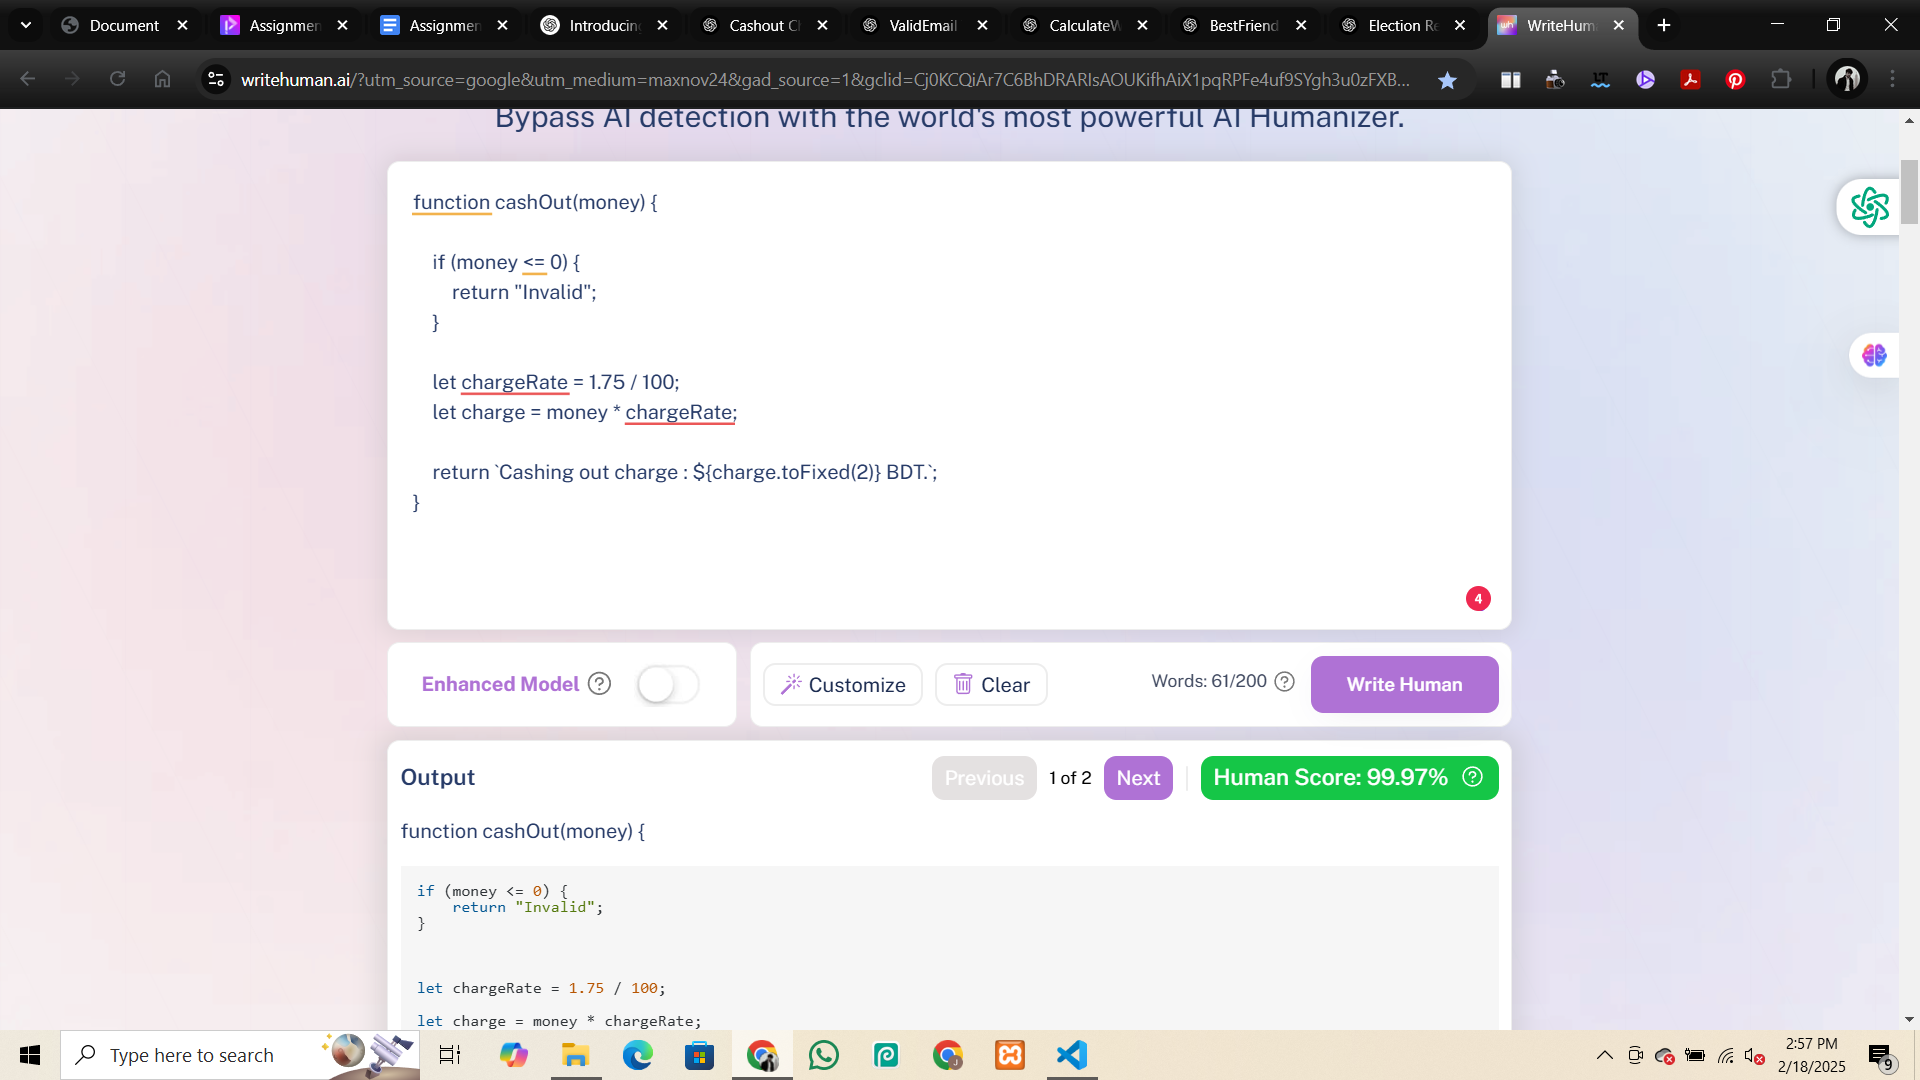 Document
Assignmen
Assignmen
Introducin
Cashout Ch
ValidEmail
CalculateW
BestFriend
Election Re
WriteHum
writehuman.ai/?utm_source=google&utm_medium=maxnov24&gad_source=1&gclid=Cj0KCQiAr7C6BhDRARIsAOUKifhAiX1pqRPFe4uf9SYgh3u0zFXB...
Bypass AI detection with the world's most powerful AI Humanizer.
function cashOut(money) {
if (money <= 0) {
return "Invalid";
}
let chargeRate = 1.75 / 100;
let charge = money * chargeRate;
return `Cashing out charge : ${charge.toFixed(2)} BDT.`;
}
4
Enhanced Model
Customize
Clear
Words: 61/200
Write Human
Output
Previous
1 of 2
Next
Human Score: 99.97%
function cashOut(money) {
if (money <= 0) {
return "Invalid";
}
let chargeRate = 1.75 / 100;
let charge = money * chargeRate;
Type here to search
2:57 PM
2/18/2025
9